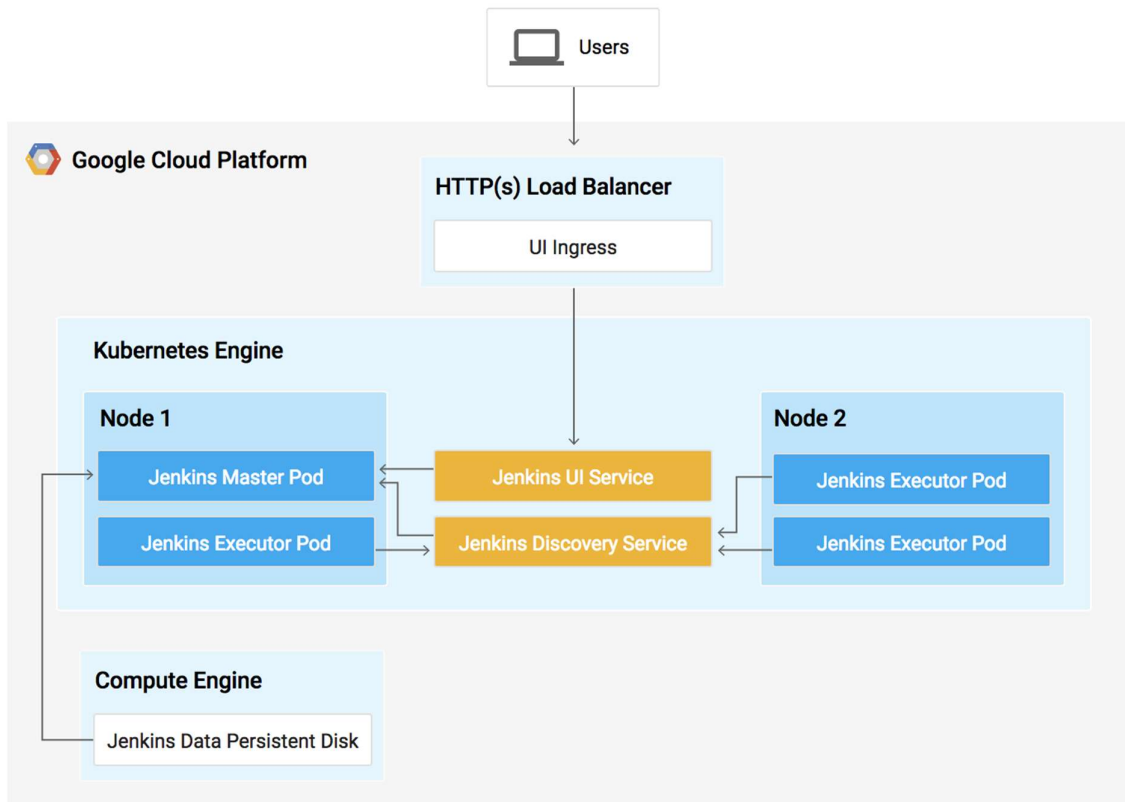 Users
Google Cloud Platform
HTTP(s) Load Balancer
UI Ingress
Kubernetes Engine
Node 1
Jenkins Master Pod
Jenkins Executor Pod
Jenkins UI Service
Jenkins Discovery Service
Node 2
Jenkins Executor Pod
Jenkins Executor Pod
Compute Engine
Jenkins Data Persistent Disk